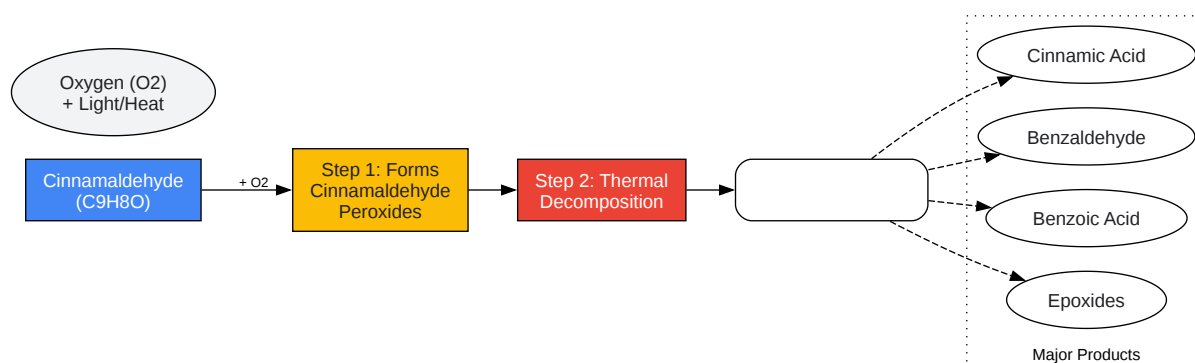 Oxygen (O2)
+ Light/Heat
Cinnamaldehyde
(C9H8O)
+ O2
Step 1: Forms
Cinnamaldehyde
Peroxides
Step 2: Thermal
Decomposition
Cinnamic Acid
Benzaldehyde
Benzoic Acid
Epoxides
Major Products